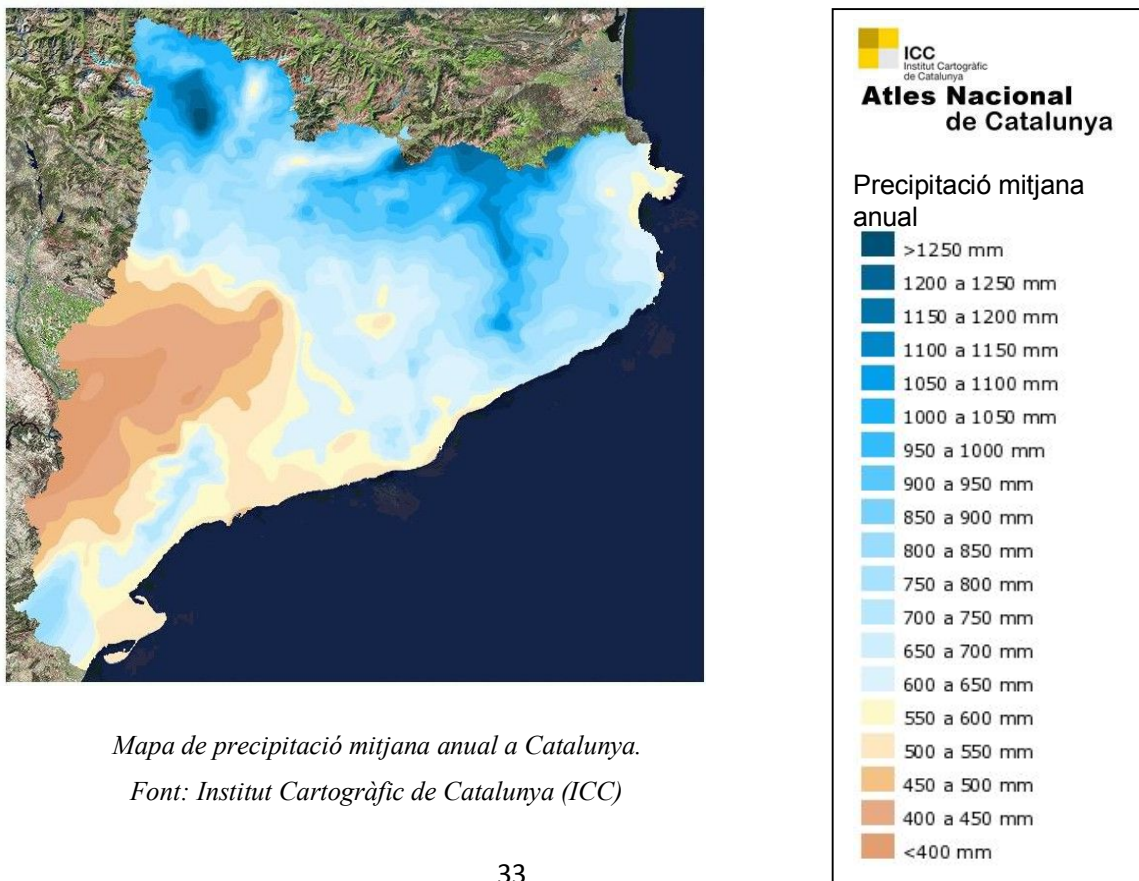 ICC
Institut Cartogràfic
de Catalunya
Atles Nacional
de Catalunya
Precipitació mitjana
anual
>1250 mm
1200 a 1250 mm
1150 a 1200 mm
1100 a 1150 mm
1050 a 1100 mm
1000 a 1050 mm
950 a 1000 mm
900 a 950 mm
850 a 900 mm
800 a 850 mm
750 a 800 mm
700 a 750 mm
650 a 700 mm
600 a 650 mm
550 a 600 mm
500 a 550 mm
450 a 500 mm
400 a 450 mm
<400 mm
Mapa de precipitació mitjana anual a Catalunya.
Font: Institut Cartogràfic de Catalunya (ICC)
33